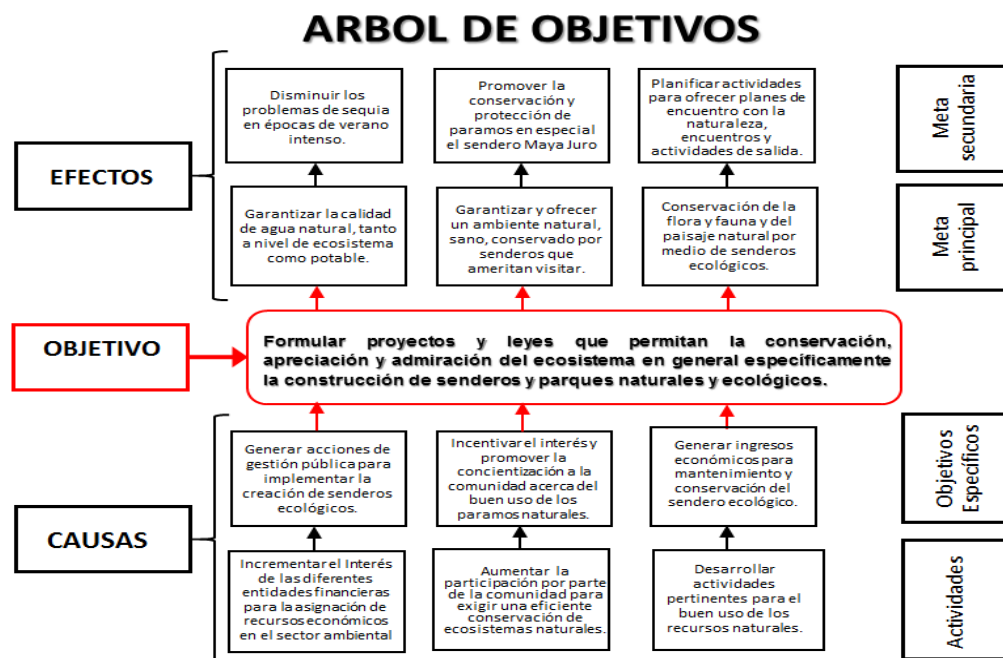 ARBOL DE OBJETIVOS
Disminuir los
problemas de sequia
en épocas de verano
intenso.
Promover la
conservación y
protección de
paramos en especial
el sendero Maya Juro
Planificar actividades
para ofrecer planes de
encuentro con la
naturaleza,
encuentros y
actividades de salida.
Meta
secundaria
EFECTOS
Garantizar la calidad
de agua natural, tanto
a nivel de ecosistema
como potable.
Garantizar y ofrecer
un ambiente natural,
sano, conservado por
senderos que
ameritan visitar.
Conservación de la
flora y fauna y del
paisaje natural por
medio de senderos
ecológicos.
Meta
principal
OBJETIVO
Formular proyectos y leyes que permitan la conservación,
apreciación y admiración del ecosistema en general específicamente
la construcción de senderos y parques naturales y ecológicos.
Generar acciones de
gestión pública para
implementar la
creación de senderos
ecológicos.
Incentivar el interés y
promover la
concientización a la
comunidad acerca del
buen uso de los
paramos naturales.
Generar ingresos
económicos para
mantenimiento y
conservación del
sendero ecológico.
Objetivos
Específicos
CAUSAS
Incrementar el Interés
de las diferentes
entidades financieras
para la asignación de
recursos económicos
en el sector ambiental
Aumentar la
participación por parte
de la comunidad para
exigir una eficiente
conservación de
ecosistemas naturales.
Desarrollar
actividades
pertinentes para el
buen uso de los
recursos naturales.
Actividades